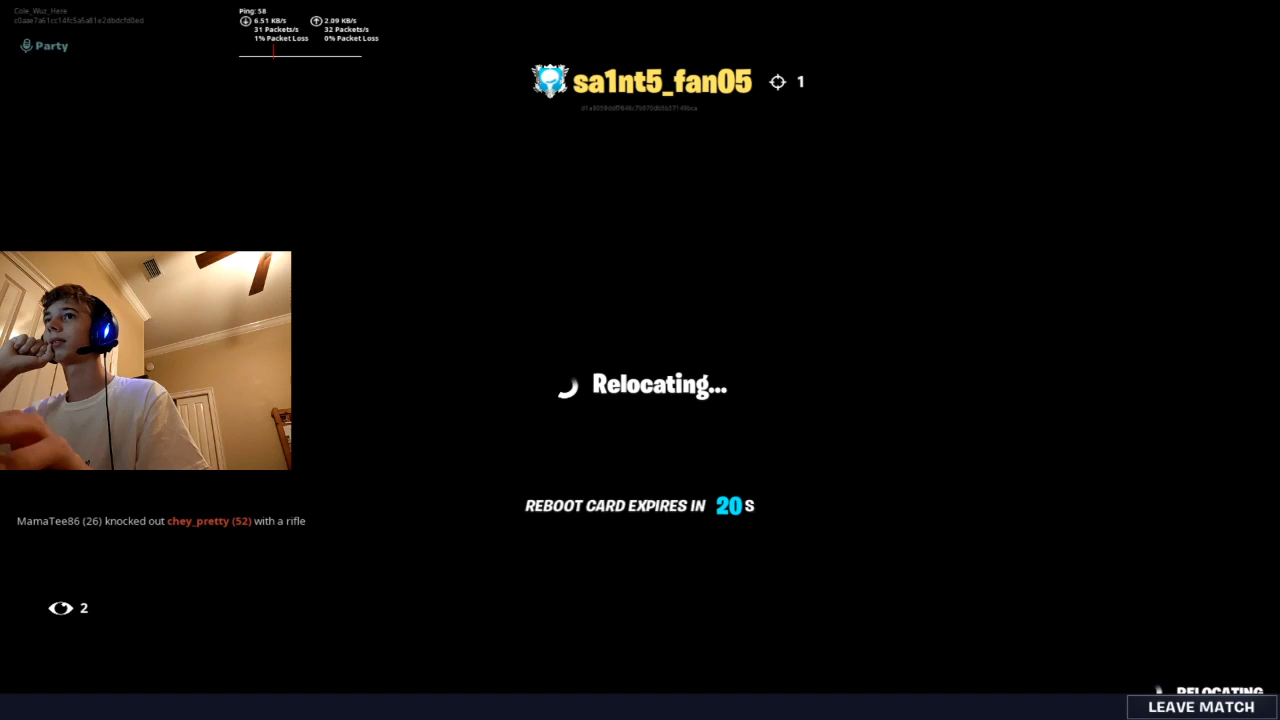 Cole_Wuz_Here
Party
Ping: 58
6.51 KB/s
31 Packets/s
1% Packet Loss
2.09 KB/s
32 Packets/s
0% Packet Loss
sa1nt5_fan05 1
Relocating...
REBOOT CARD EXPIRES IN 20 S
MamaTee86 (26) knocked out chey_pretty (52) with a rifle
2
RELOCATING
LEAVE MATCH